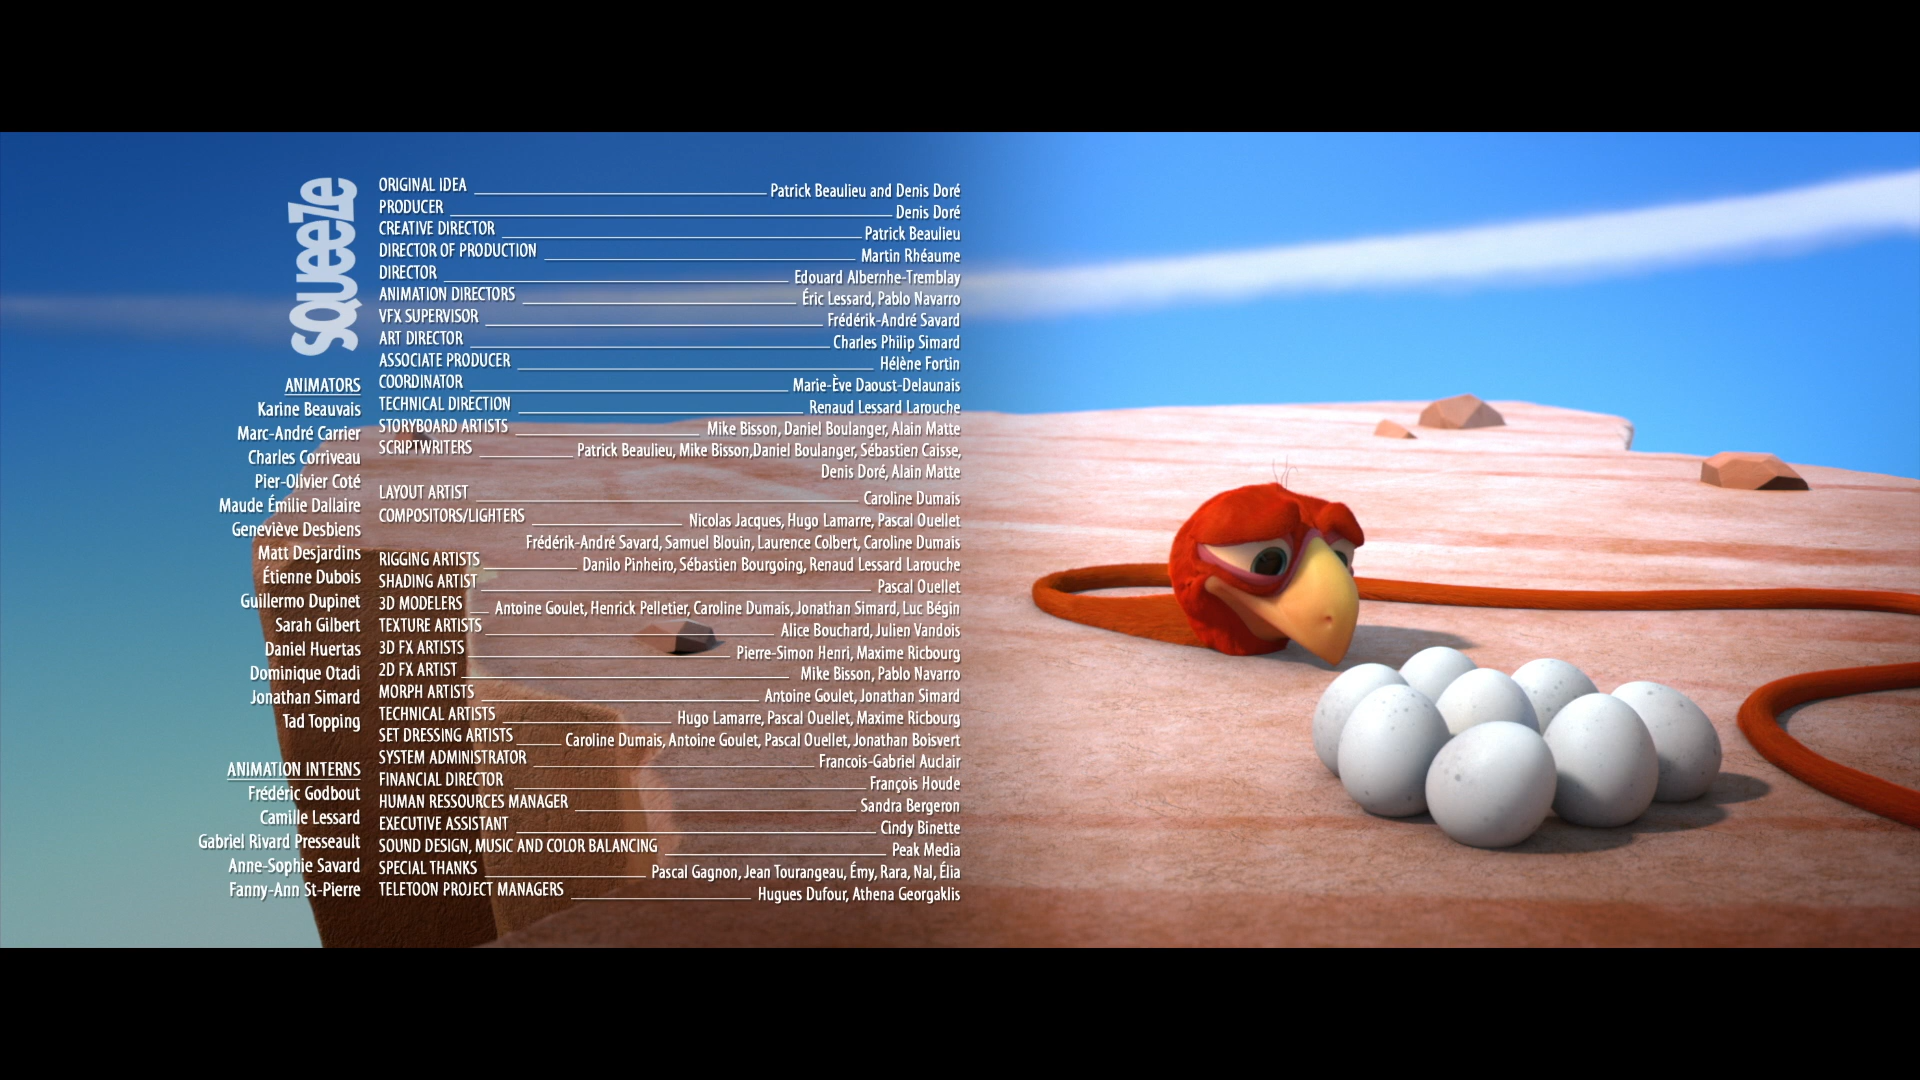 SQUEEZE
ORIGINAL IDEA Patrick Beaulieu and Denis Doré
PRODUCER Denis Doré
CREATIVE DIRECTOR Patrick Beaulieu
DIRECTOR OF PRODUCTION Martin Rhéaume
DIRECTOR Edouard Albernhe-Tremblay
ANIMATION DIRECTORS Éric Lessard, Pablo Navarro
VFX SUPERVISOR Frédérik-André Savard
ART DIRECTOR Charles Philip Simard
ASSOCIATE PRODUCER Hélène Fortin
COORDINATOR Marie-Ève Daoust-Delaunais
TECHNICAL DIRECTION Renaud Lessard Larouche
STORYBOARD ARTISTS Mike Bisson, Daniel Boulanger, Alain Matte
SCRIPTWRITERS Patrick Beaulieu, Mike Bisson,Daniel Boulanger, Sébastien Caisse,
Denis Doré, Alain Matte
LAYOUT ARTIST Caroline Dumais
COMPOSITORS/LIGHTERS Nicolas Jacques, Hugo Lamarre, Pascal Ouellet
Frédérik-André Savard, Samuel Blouin, Laurence Colbert, Caroline Dumais
RIGGING ARTISTS Danilo Pinheiro, Sébastien Bourgoing, Renaud Lessard Larouche
SHADING ARTIST Pascal Ouellet
3D MODELERS Antoine Goulet, Henrick Pelletier, Caroline Dumais, Jonathan Simard, Luc Bégin
TEXTURE ARTISTS Alice Bouchard, Julien Vandois
3D FX ARTISTS Pierre-Simon Henri, Maxime Ricbourg
2D FX ARTIST Mike Bisson, Pablo Navarro
MORPH ARTISTS Antoine Goulet, Jonathan Simard
TECHNICAL ARTISTS Hugo Lamarre, Pascal Ouellet, Maxime Ricbourg
SET DRESSING ARTISTS Caroline Dumais, Antoine Goulet, Pascal Ouellet, Jonathan Boisvert
SYSTEM ADMINISTRATOR Francois-Gabriel Auclair
FINANCIAL DIRECTOR François Houde
HUMAN RESSOURCES MANAGER Sandra Bergeron
EXECUTIVE ASSISTANT Cindy Binette
SOUND DESIGN, MUSIC AND COLOR BALANCING Peak Media
SPECIAL THANKS Pascal Gagnon, Jean Tourangeau, Émy, Rara, Nal, Élia
TELETOON PROJECT MANAGERS Hugues Dufour, Athena Georgaklis
ANIMATORS
Karine Beauvais
Marc-André Carrier
Charles Corriveau
Pier-Olivier Coté
Maude Émilie Dallaire
Geneviève Desbiens
Matt Desjardins
Étienne Dubois
Guillermo Dupinet
Sarah Gilbert
Daniel Huertas
Dominique Otadi
Jonathan Simard
Tad Topping
ANIMATION INTERNS
Frédéric Godbout
Camille Lessard
Gabriel Rivard Presseault
Anne-Sophie Savard
Fanny-Ann St-Pierre